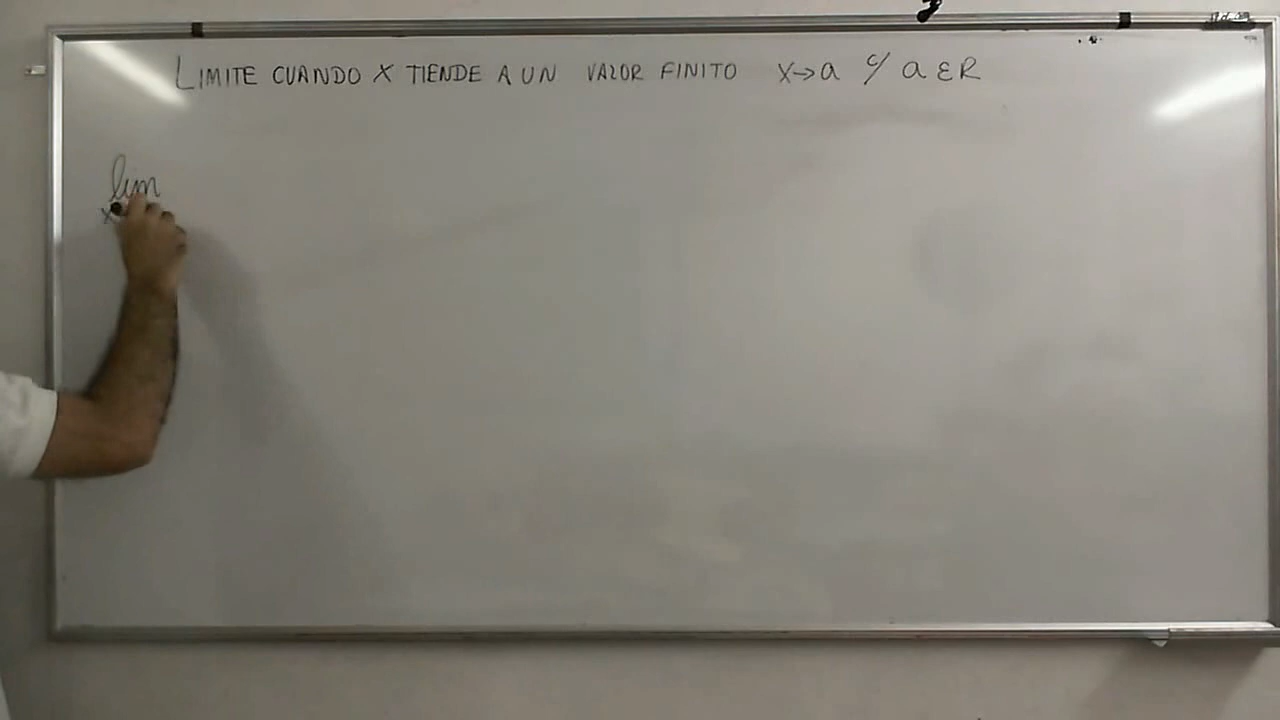 LIMITE CUANDO X TIENDE A UN VALOR FINITO X→a c/ a ε R
lim
x